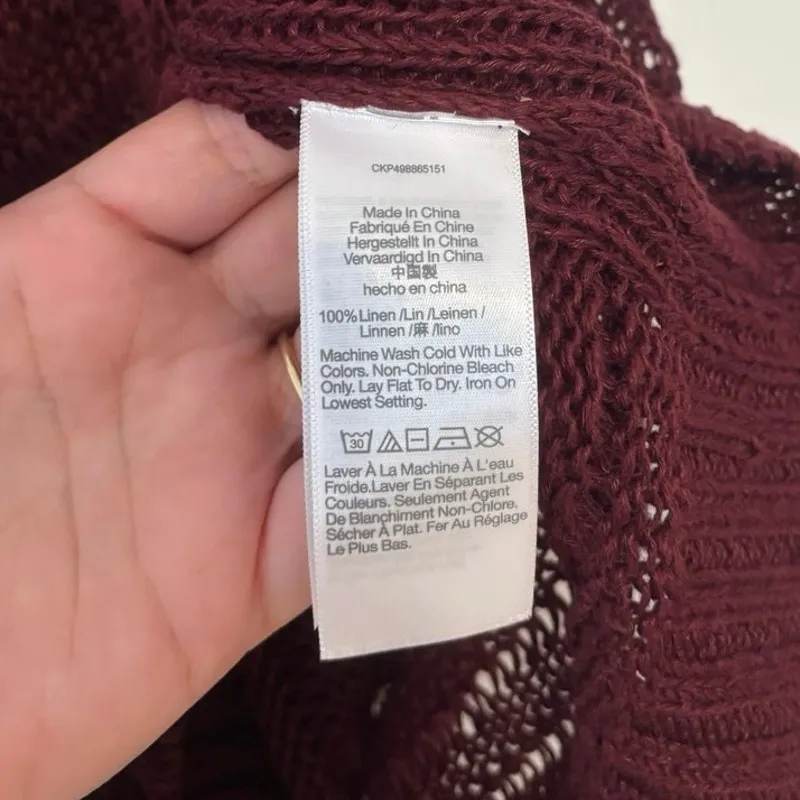 CKP498865151
Made In China
Fabriqué En Chine
Hergestellt In China
Vervaardigd In China
中国製
hecho en china
100% Linen /Lin /Leinen /
Linnen /麻 /lino
Machine Wash Cold With Like
Colors. Non-Chlorine Bleach
Only. Lay Flat To Dry. Iron On
Lowest Setting.
30
Laver À La Machine À L'eau
Froide.Laver En Séparant Les
Couleurs. Seulement Agent
De Blanchiment Non-Chlore.
Sécher À Plat. Fer Au Réglage
Le Plus Bas.